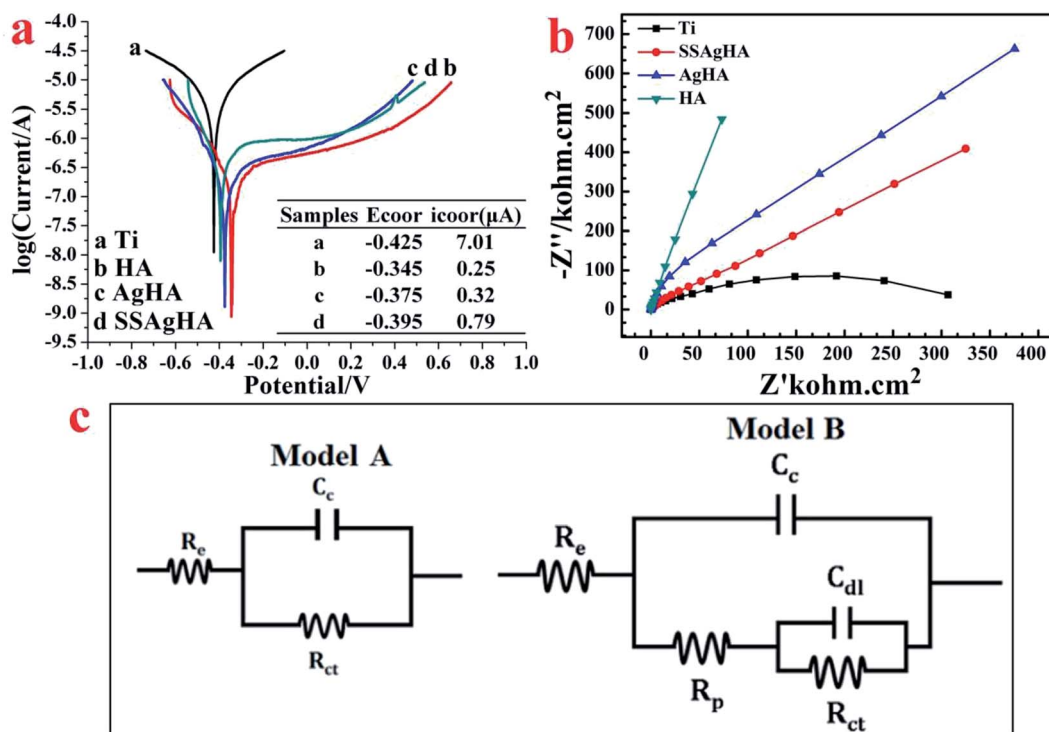 a
-4.0
-4.5
-5.0
-5.5
-6.0
-6.5
-7.0
-7.5
-8.0
-8.5
-9.0
-9.5
log(Current/A)
a
c d b
a Ti
b HA
c AgHA
d SSAgHA
Samples Ecoor icoor(μA)
a -0.425 7.01
b -0.345 0.25
c -0.375 0.32
d -0.395 0.79
-1.0 -0.8 -0.6 -0.4 -0.2 0.0 0.2 0.4 0.6 0.8 1.0
Potential/V
b
700
600
500
400
300
200
100
0
-Z''/kohm.cm²
Ti
SSAgHA
AgHA
HA
0 50 100 150 200 250 300 350 400
Z'kohm.cm²
c
Model A
Cc
Re
Rct
Model B
Cc
Re
Cdl
Rp
Rct